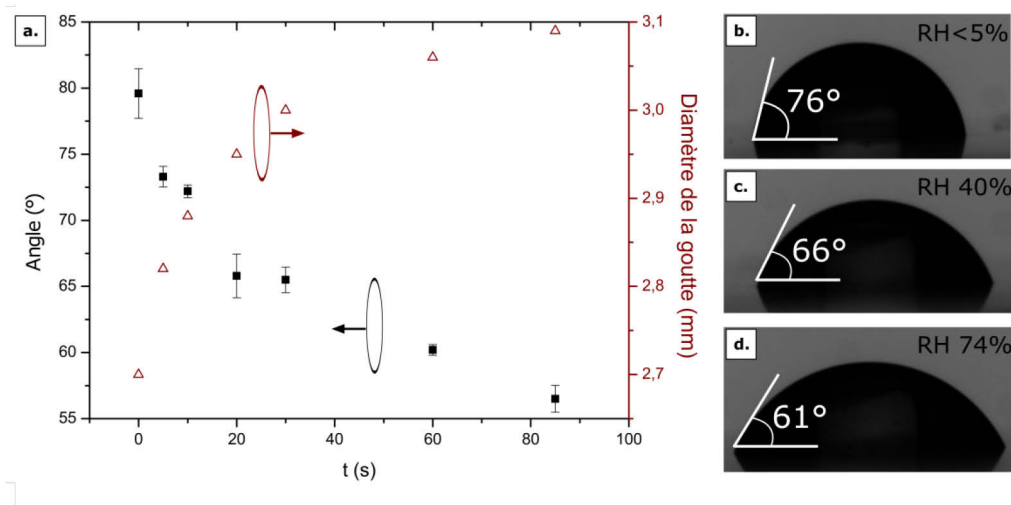 a.
85
80
75
70
65
60
55
Angle (°)
0
20
40
60
80
100
t (s)
3,1
3,0
2,9
2,8
2,7
Diamètre de la goutte (mm)
b.
RH<5%
76°
c.
RH 40%
66°
d.
RH 74%
61°